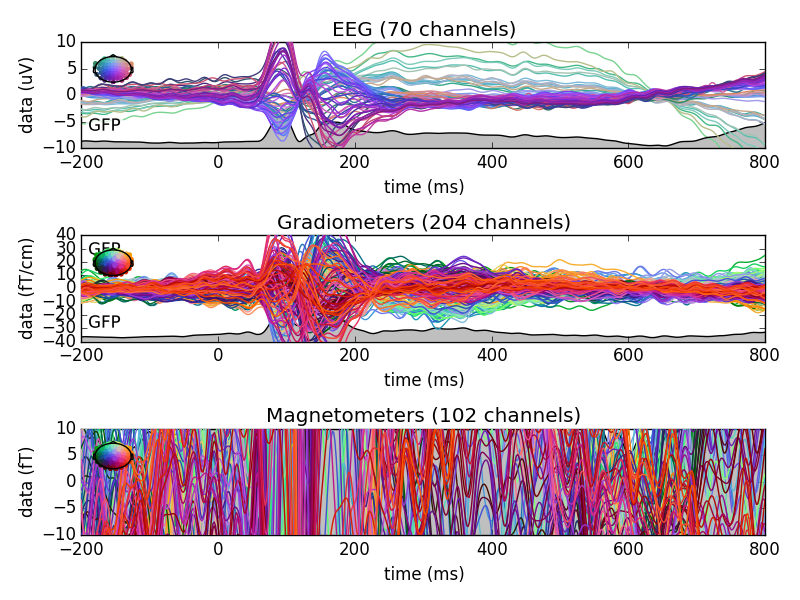 EEG (70 channels)
10
5
0
−5
−10
data (uV)
GFP
−200 0 200 400 600 800
time (ms)
Gradiometers (204 channels)
40
30
20
10
0
−10
−20
−30
−40
data (fT/cm)
GFP
GFP
−200 0 200 400 600 800
time (ms)
Magnetometers (102 channels)
10
5
0
−5
−10
data (fT)
−200 0 200 400 600 800
time (ms)